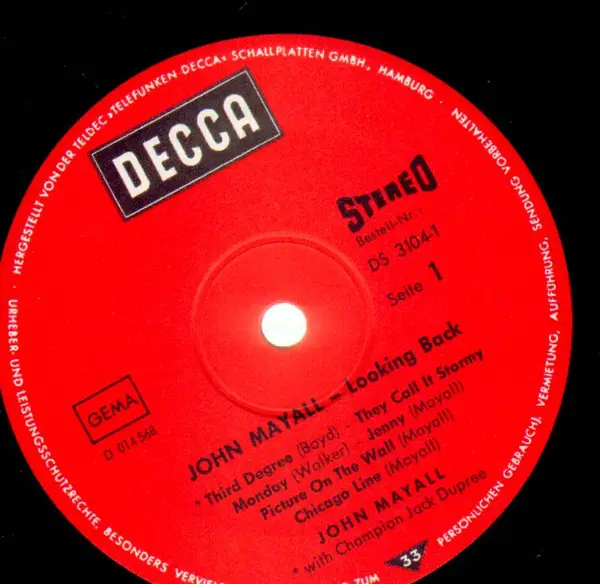 HERGESTELLT VON DER TELDEC »TELEFUNKEN-DECCA« SCHALLPLATTEN GMBH., HAMBURG · URHEBER- UND LEISTUNGSSCHUTZRECHTE, BESONDERS
ZUM PERSÖNLICHEN GEBRAUCH), VERMIETUNG, AUFFÜHRUNG, SENDUNG VORBEHALTEN
DECCA
STEREO
Bestell-Nr.:
DS 3104-1
Seite 1
GEMA
D 014 568
JOHN MAYALL – Looking Back
* Third Degree (Boyd) - They Call It Stormy
Monday (Walker) - Jenny (Mayall)
Picture On The Wall (Mayall)
Chicago Line (Mayall)
JOHN MAYALL
* with Champion Jack Dupree
33